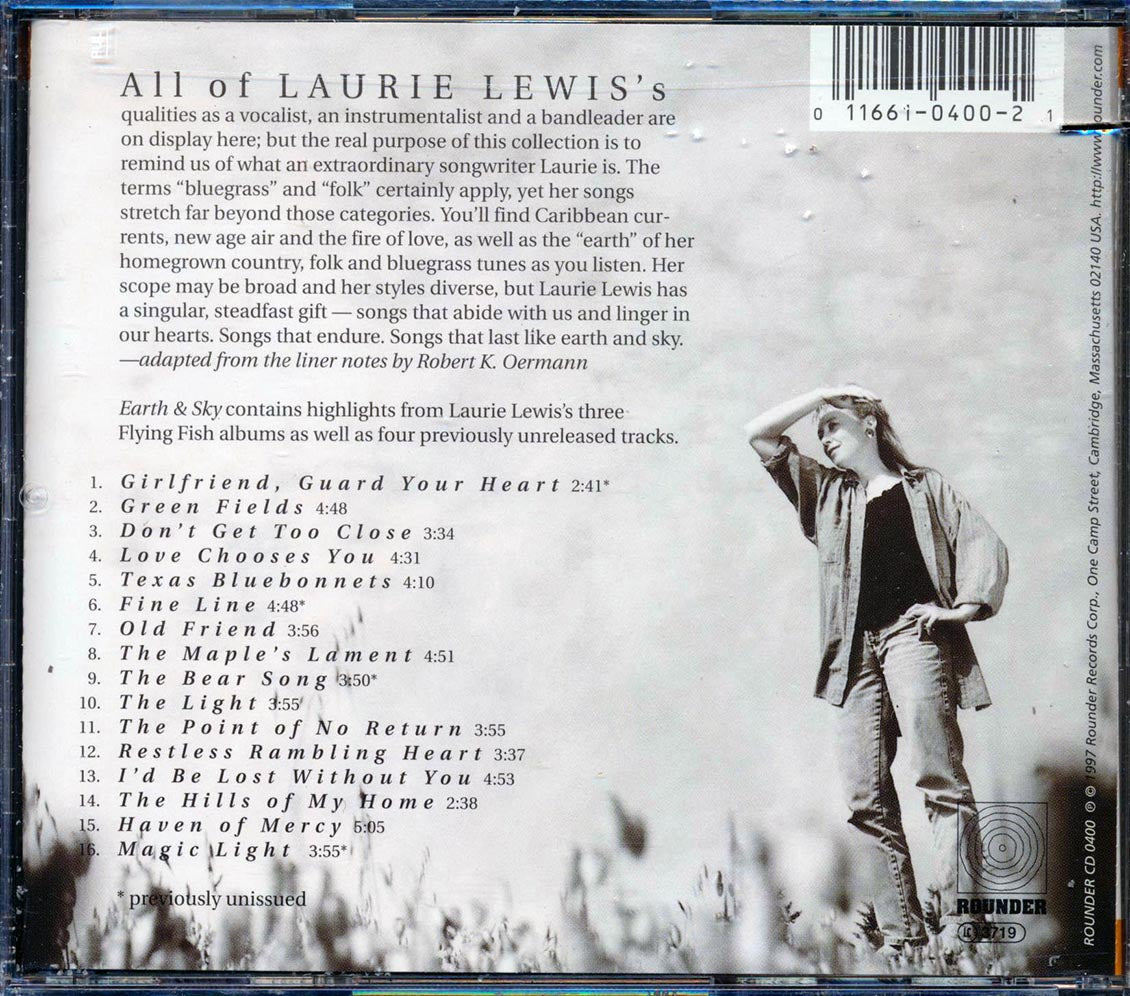 All of LAURIE LEWIS's
qualities as a vocalist, an instrumentalist and a bandleader are
on display here; but the real purpose of this collection is to
remind us of what an extraordinary songwriter Laurie is. The
terms “bluegrass” and “folk” certainly apply, yet her songs
stretch far beyond those categories. You'll find Caribbean cur-
rents, new age air and the fire of love, as well as the “earth” of her
homegrown country, folk and bluegrass tunes as you listen. Her
scope may be broad and her styles diverse, but Laurie Lewis has
a singular, steadfast gift — songs that abide with us and linger in
our hearts. Songs that endure. Songs that last like earth and sky.
—adapted from the liner notes by Robert K. Oermann
Earth & Sky contains highlights from Laurie Lewis's three
Flying Fish albums as well as four previously unreleased tracks.
1. Girlfriend, Guard Your Heart 2:41*
2. Green Fields 4:48
3. Don't Get Too Close 3:34
4. Love Chooses You 4:31
5. Texas Bluebonnets 4:10
6. Fine Line 4:48*
7. Old Friend 3:56
8. The Maple's Lament 4:51
9. The Bear Song 3:50*
10. The Light 3:55
11. The Point of No Return 3:55
12. Restless Rambling Heart 3:37
13. I'd Be Lost Without You 4:53
14. The Hills of My Home 2:38
15. Haven of Mercy 5:05
16. Magic Light 3:55*
* previously unissued
0 11661-0400-2 1
ROUNDER CD 0400 ℗ © 1997 Rounder Records Corp., One Camp Street, Cambridge, Massachusetts 02140 USA. http://www.rounder.com
ROUNDER
LC 3719